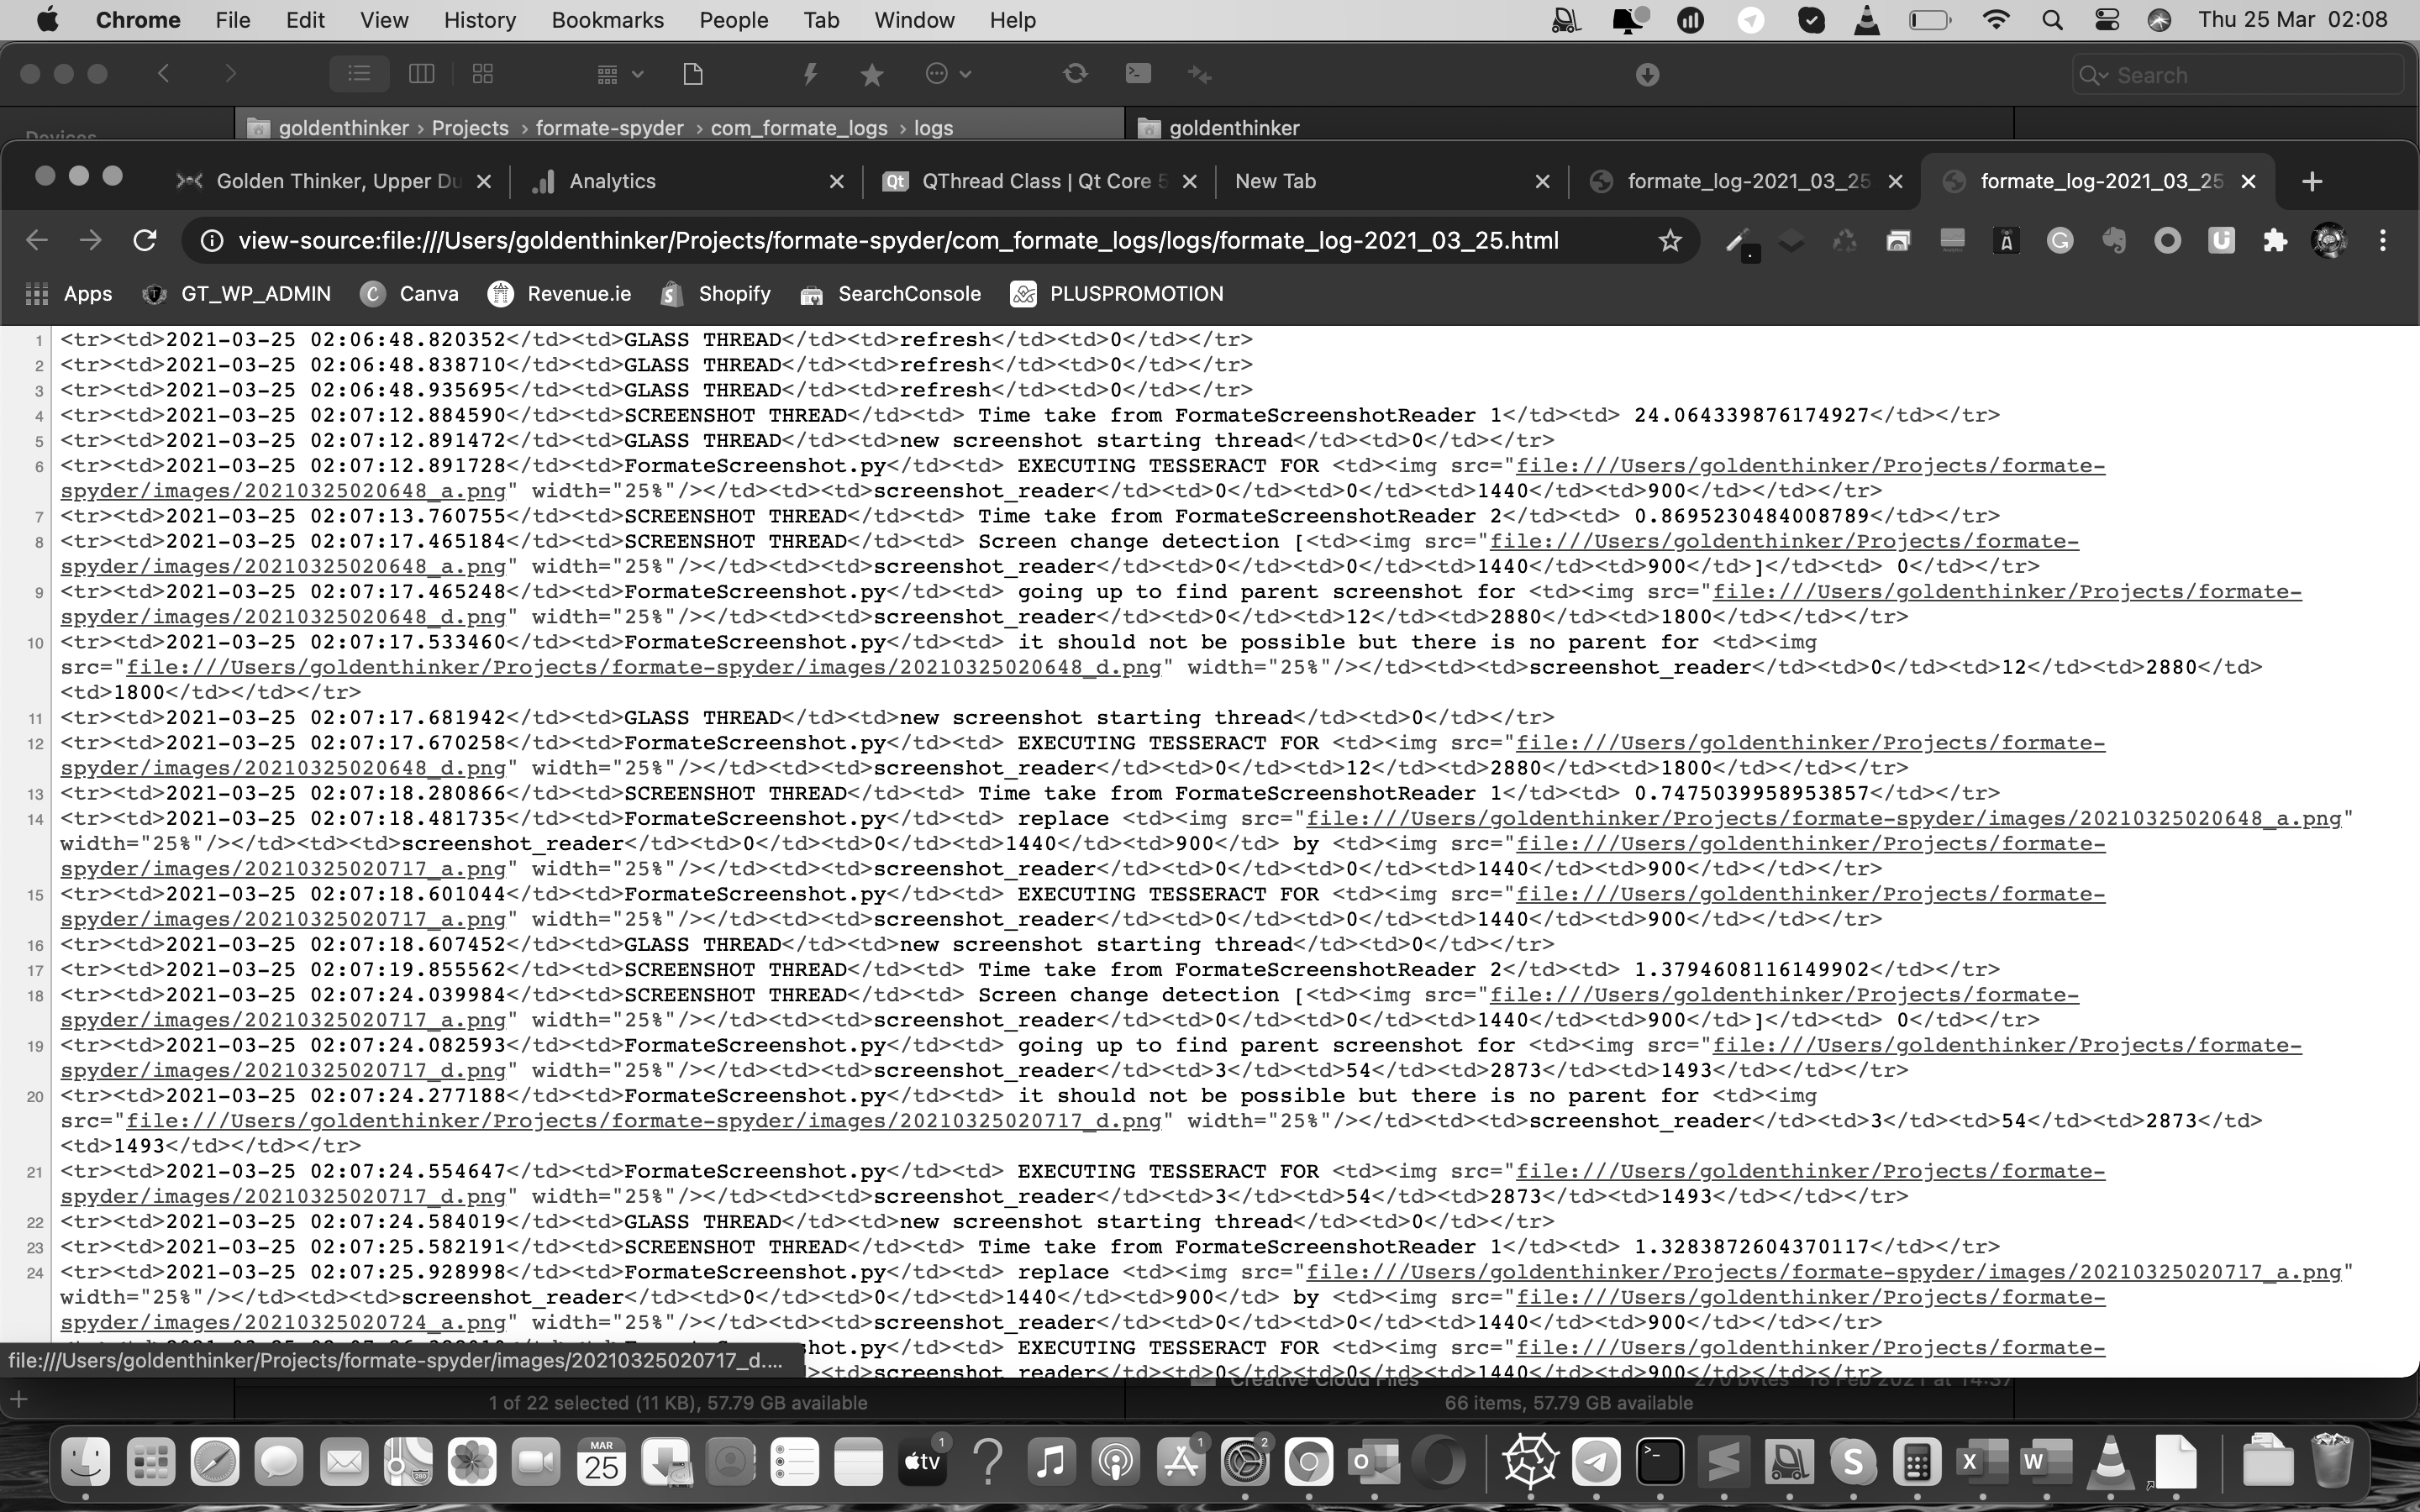 Chrome File Edit View History Bookmarks People Tab Window Help Thu 25 Mar 02:08
Search
Devices goldenthinker › Projects › formate-spyder › com_formate_logs › logs goldenthinker
Golden Thinker, Upper Du Analytics QThread Class | Qt Core 5 New Tab formate_log-2021_03_25 formate_log-2021_03_25
view-source:file:///Users/goldenthinker/Projects/formate-spyder/com_formate_logs/logs/formate_log-2021_03_25.html
Apps GT_WP_ADMIN Canva Revenue.ie Shopify SearchConsole PLUSPROMOTION
1 <tr><td>2021-03-25 02:06:48.820352</td><td>GLASS THREAD</td><td>refresh</td><td>0</td></tr>
2 <tr><td>2021-03-25 02:06:48.838710</td><td>GLASS THREAD</td><td>refresh</td><td>0</td></tr>
3 <tr><td>2021-03-25 02:06:48.935695</td><td>GLASS THREAD</td><td>refresh</td><td>0</td></tr>
4 <tr><td>2021-03-25 02:07:12.884590</td><td>SCREENSHOT THREAD</td><td> Time take from FormateScreenshotReader 1</td><td> 24.064339876174927</td></tr>
5 <tr><td>2021-03-25 02:07:12.891472</td><td>GLASS THREAD</td><td>new screenshot starting thread</td><td>0</td></tr>
6 <tr><td>2021-03-25 02:07:12.891728</td><td>FormateScreenshot.py</td><td> EXECUTING TESSERACT FOR <td><img src="file:///Users/goldenthinker/Projects/formate-
spyder/images/20210325020648_a.png" width="25%"/></td><td><td>screenshot_reader</td><td>0</td><td>0</td><td>1440</td><td>900</td></td></tr>
7 <tr><td>2021-03-25 02:07:13.760755</td><td>SCREENSHOT THREAD</td><td> Time take from FormateScreenshotReader 2</td><td> 0.8695230484008789</td></tr>
8 <tr><td>2021-03-25 02:07:17.465184</td><td>SCREENSHOT THREAD</td><td> Screen change detection [<td><img src="file:///Users/goldenthinker/Projects/formate-
spyder/images/20210325020648_a.png" width="25%"/></td><td><td>screenshot_reader</td><td>0</td><td>0</td><td>1440</td><td>900</td>]</td><td> 0</td></tr>
9 <tr><td>2021-03-25 02:07:17.465248</td><td>FormateScreenshot.py</td><td> going up to find parent screenshot for <td><img src="file:///Users/goldenthinker/Projects/formate-
spyder/images/20210325020648_d.png" width="25%"/></td><td><td>screenshot_reader</td><td>0</td><td>12</td><td>2880</td><td>1800</td></td></tr>
10 <tr><td>2021-03-25 02:07:17.533460</td><td>FormateScreenshot.py</td><td> it should not be possible but there is no parent for <td><img
src="file:///Users/goldenthinker/Projects/formate-spyder/images/20210325020648_d.png" width="25%"/></td><td><td>screenshot_reader</td><td>0</td><td>12</td><td>2880</td>
<td>1800</td></td></tr>
11 <tr><td>2021-03-25 02:07:17.681942</td><td>GLASS THREAD</td><td>new screenshot starting thread</td><td>0</td></tr>
12 <tr><td>2021-03-25 02:07:17.670258</td><td>FormateScreenshot.py</td><td> EXECUTING TESSERACT FOR <td><img src="file:///Users/goldenthinker/Projects/formate-
spyder/images/20210325020648_d.png" width="25%"/></td><td><td>screenshot_reader</td><td>0</td><td>12</td><td>2880</td><td>1800</td></td></tr>
13 <tr><td>2021-03-25 02:07:18.280866</td><td>SCREENSHOT THREAD</td><td> Time take from FormateScreenshotReader 1</td><td> 0.7475039958953857</td></tr>
14 <tr><td>2021-03-25 02:07:18.481735</td><td>FormateScreenshot.py</td><td> replace <td><img src="file:///Users/goldenthinker/Projects/formate-spyder/images/20210325020648_a.png"
width="25%"/></td><td><td>screenshot_reader</td><td>0</td><td>0</td><td>1440</td><td>900</td> by <td><img src="file:///Users/goldenthinker/Projects/formate-
spyder/images/20210325020717_a.png" width="25%"/></td><td><td>screenshot_reader</td><td>0</td><td>0</td><td>1440</td><td>900</td></td></tr>
15 <tr><td>2021-03-25 02:07:18.601044</td><td>FormateScreenshot.py</td><td> EXECUTING TESSERACT FOR <td><img src="file:///Users/goldenthinker/Projects/formate-
spyder/images/20210325020717_a.png" width="25%"/></td><td><td>screenshot_reader</td><td>0</td><td>0</td><td>1440</td><td>900</td></td></tr>
16 <tr><td>2021-03-25 02:07:18.607452</td><td>GLASS THREAD</td><td>new screenshot starting thread</td><td>0</td></tr>
17 <tr><td>2021-03-25 02:07:19.855562</td><td>SCREENSHOT THREAD</td><td> Time take from FormateScreenshotReader 2</td><td> 1.3794608116149902</td></tr>
18 <tr><td>2021-03-25 02:07:24.039984</td><td>SCREENSHOT THREAD</td><td> Screen change detection [<td><img src="file:///Users/goldenthinker/Projects/formate-
spyder/images/20210325020717_a.png" width="25%"/></td><td><td>screenshot_reader</td><td>0</td><td>0</td><td>1440</td><td>900</td>]</td><td> 0</td></tr>
19 <tr><td>2021-03-25 02:07:24.082593</td><td>FormateScreenshot.py</td><td> going up to find parent screenshot for <td><img src="file:///Users/goldenthinker/Projects/formate-
spyder/images/20210325020717_d.png" width="25%"/></td><td><td>screenshot_reader</td><td>3</td><td>54</td><td>2873</td><td>1493</td></td></tr>
20 <tr><td>2021-03-25 02:07:24.277188</td><td>FormateScreenshot.py</td><td> it should not be possible but there is no parent for <td><img
src="file:///Users/goldenthinker/Projects/formate-spyder/images/20210325020717_d.png" width="25%"/></td><td><td>screenshot_reader</td><td>3</td><td>54</td><td>2873</td>
<td>1493</td></td></tr>
21 <tr><td>2021-03-25 02:07:24.554647</td><td>FormateScreenshot.py</td><td> EXECUTING TESSERACT FOR <td><img src="file:///Users/goldenthinker/Projects/formate-
spyder/images/20210325020717_d.png" width="25%"/></td><td><td>screenshot_reader</td><td>3</td><td>54</td><td>2873</td><td>1493</td></td></tr>
22 <tr><td>2021-03-25 02:07:24.584019</td><td>GLASS THREAD</td><td>new screenshot starting thread</td><td>0</td></tr>
23 <tr><td>2021-03-25 02:07:25.582191</td><td>SCREENSHOT THREAD</td><td> Time take from FormateScreenshotReader 1</td><td> 1.3283872604370117</td></tr>
24 <tr><td>2021-03-25 02:07:25.928998</td><td>FormateScreenshot.py</td><td> replace <td><img src="file:///Users/goldenthinker/Projects/formate-spyder/images/20210325020717_a.png"
width="25%"/></td><td><td>screenshot_reader</td><td>0</td><td>0</td><td>1440</td><td>900</td> by <td><img src="file:///Users/goldenthinker/Projects/formate-
spyder/images/20210325020724_a.png" width="25%"/></td><td><td>screenshot_reader</td><td>0</td><td>0</td><td>1440</td><td>900</td></td></tr>
hot.py</td><td> EXECUTING TESSERACT FOR <td><img src="file:///Users/goldenthinker/Projects/formate-
file:///Users/goldenthinker/Projects/formate-spyder/images/20210325020717_d....
><td>screenshot_reader</td><td>0</td><td>0</td><td>1440</td><td>900</td></td></tr>
Creative Cloud Files
1 of 22 selected (11 KB), 57.79 GB available 66 items, 57.79 GB available
MAR
25
tv 1 1 2